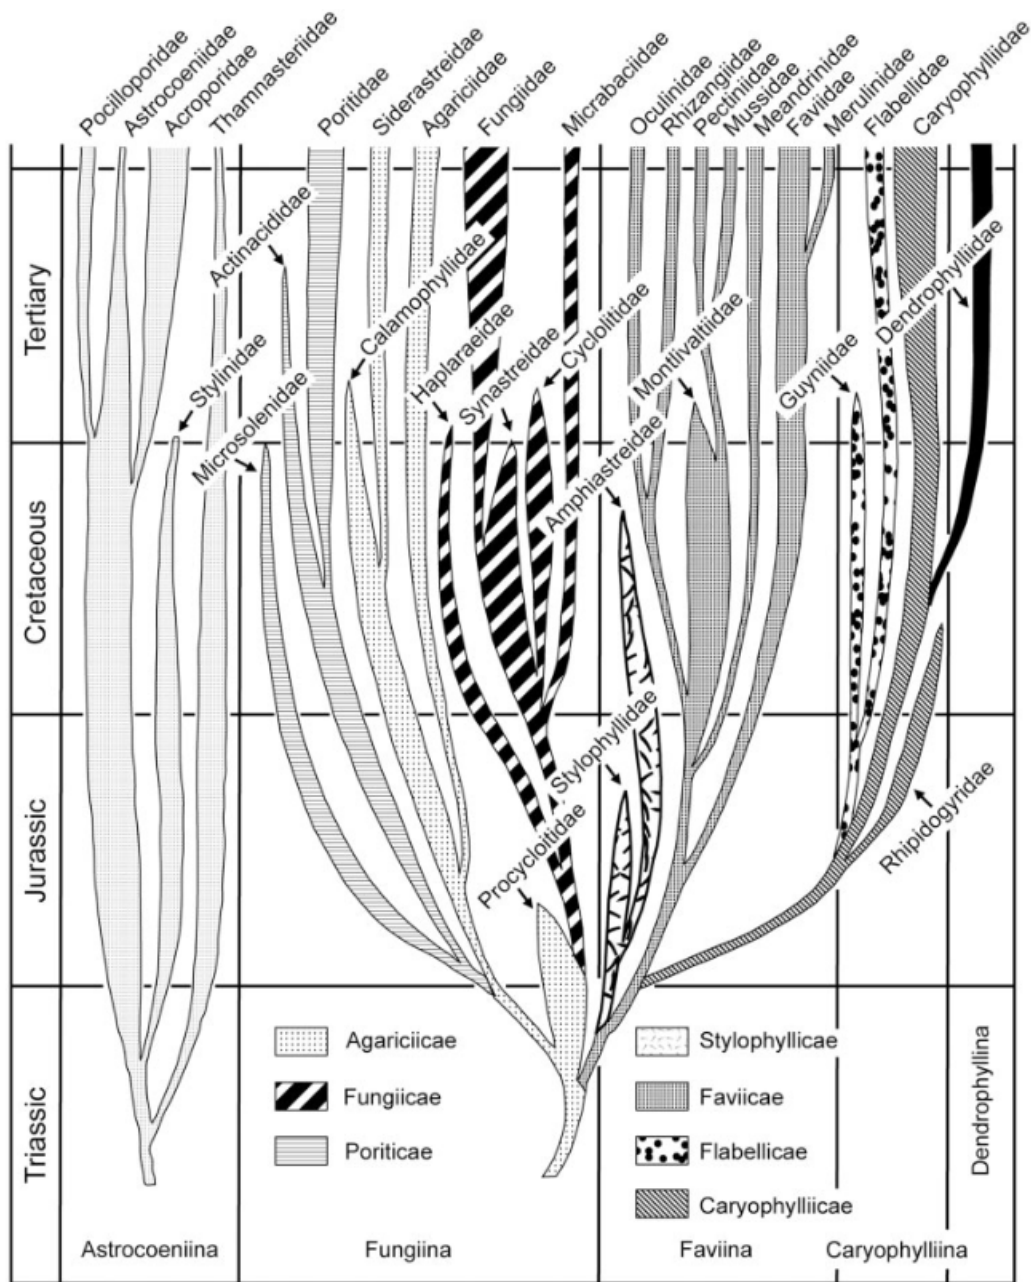 Pocilloporidae
Astrocoeniidae
Acroporidae
Thamnasteriidae
Poritidae
Siderastreidae
Agariciidae
Fungiidae
Micrabaciidae
Oculinidae
Rhizangiidae
Pectiniidae
Mussidae
Meandrinidae
Faviidae
Merulinidae
Flabellidae
Caryophylliidae
Tertiary
Actinacididae
Calamophyllidae
Dendrophylliidae
Stylinidae
Microsolenidae
Haplaraeidae
Synastreidae
Cyclolitidae
Montlivaltiidae
Guyniidae
Amphiastreidae
Cretaceous
Stylophyllidae
Procycloitidae
Rhipidogyridae
Jurassic
Triassic
Agariciicae
Fungiicae
Poriticae
Stylophyllicae
Faviicae
Flabellicae
Caryophylliicae
Dendrophyllina
Astrocoeniina
Fungiina
Faviina
Caryophylliina